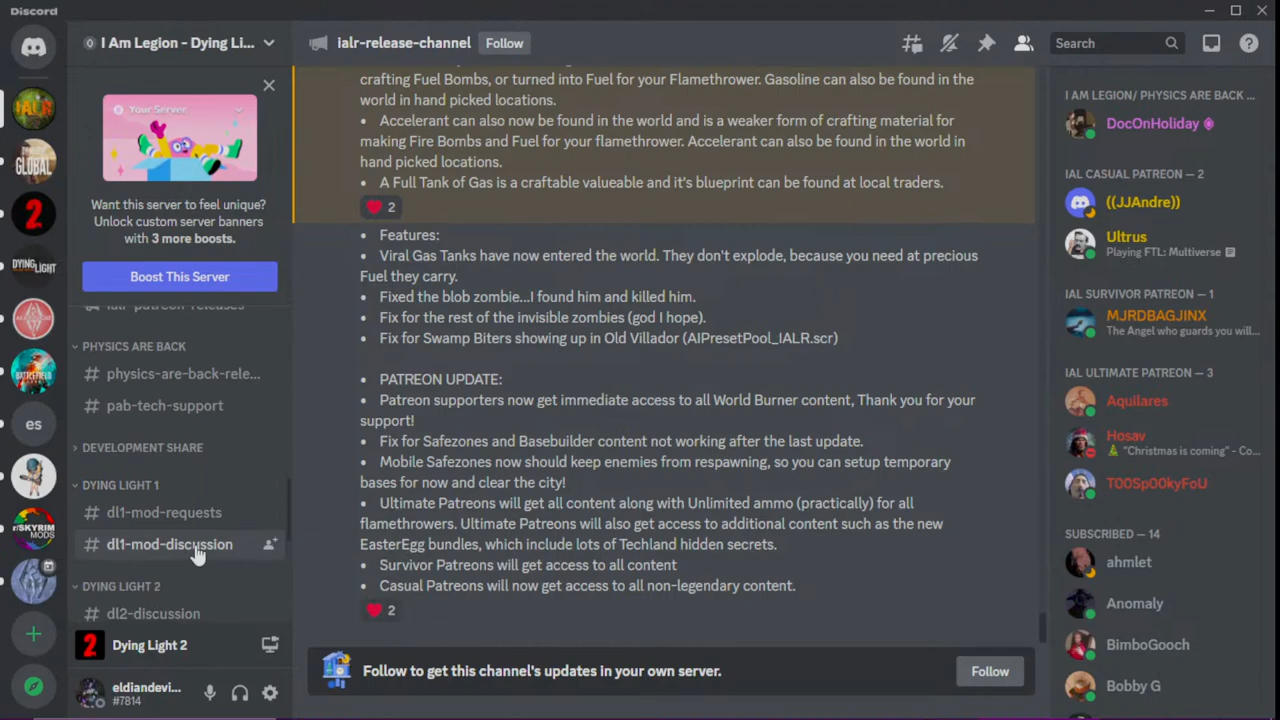 Discord
I Am Legion - Dying Li...
ialr-release-channel
Follow
Search
Your Server
Want this server to feel unique?
Unlock custom server banners
with 3 more boosts.
Boost This Server
ialr-patreon-releases
PHYSICS ARE BACK
physics-are-back-rele...
pab-tech-support
DEVELOPMENT SHARE
DYING LIGHT 1
dl1-mod-requests
dl1-mod-discussion
DYING LIGHT 2
dl2-discussion
Dying Light 2
eldiandevi...
#7814
IALR
GLOBAL
2
DYING LIGHT
es
r/SKYRIM
MODS
crafting Fuel Bombs, or turned into Fuel for your Flamethrower. Gasoline can also be found in the
world in hand picked locations.
• Accelerant can also now be found in the world and is a weaker form of crafting material for
making Fire Bombs and Fuel for your flamethrower. Accelerant can also be found in the world in
hand picked locations.
• A Full Tank of Gas is a craftable valueable and it's blueprint can be found at local traders.
2
• Features:
• Viral Gas Tanks have now entered the world. They don't explode, because you need at precious
Fuel they carry.
• Fixed the blob zombie...I found him and killed him.
• Fix for the rest of the invisible zombies (god I hope).
• Fix for Swamp Biters showing up in Old Villador (AIPresetPool_IALR.scr)
• PATREON UPDATE:
• Patreon supporters now get immediate access to all World Burner content, Thank you for your
support!
• Fix for Safezones and Basebuilder content not working after the last update.
• Mobile Safezones now should keep enemies from respawning, so you can setup temporary
bases for now and clear the city!
• Ultimate Patreons will get all content along with Unlimited ammo (practically) for all
flamethrowers. Ultimate Patreons will also get access to additional content such as the new
EasterEgg bundles, which include lots of Techland hidden secrets.
• Survivor Patreons will get access to all content
• Casual Patreons will now get access to all non-legendary content.
2
Follow to get this channel's updates in your own server.
Follow
I AM LEGION/ PHYSICS ARE BACK ...
DocOnHoliday
IAL CASUAL PATREON — 2
((JJAndre))
Ultrus
Playing FTL: Multiverse
IAL SURVIVOR PATREON — 1
MJRDBAGJINX
The Angel who guards you wil...
IAL ULTIMATE PATREON — 3
Aquilares
Hosav
"Christmas is coming" - Co...
T00Sp00kyFoU
SUBSCRIBED — 14
ahmlet
Anomaly
BimboGooch
Bobby G